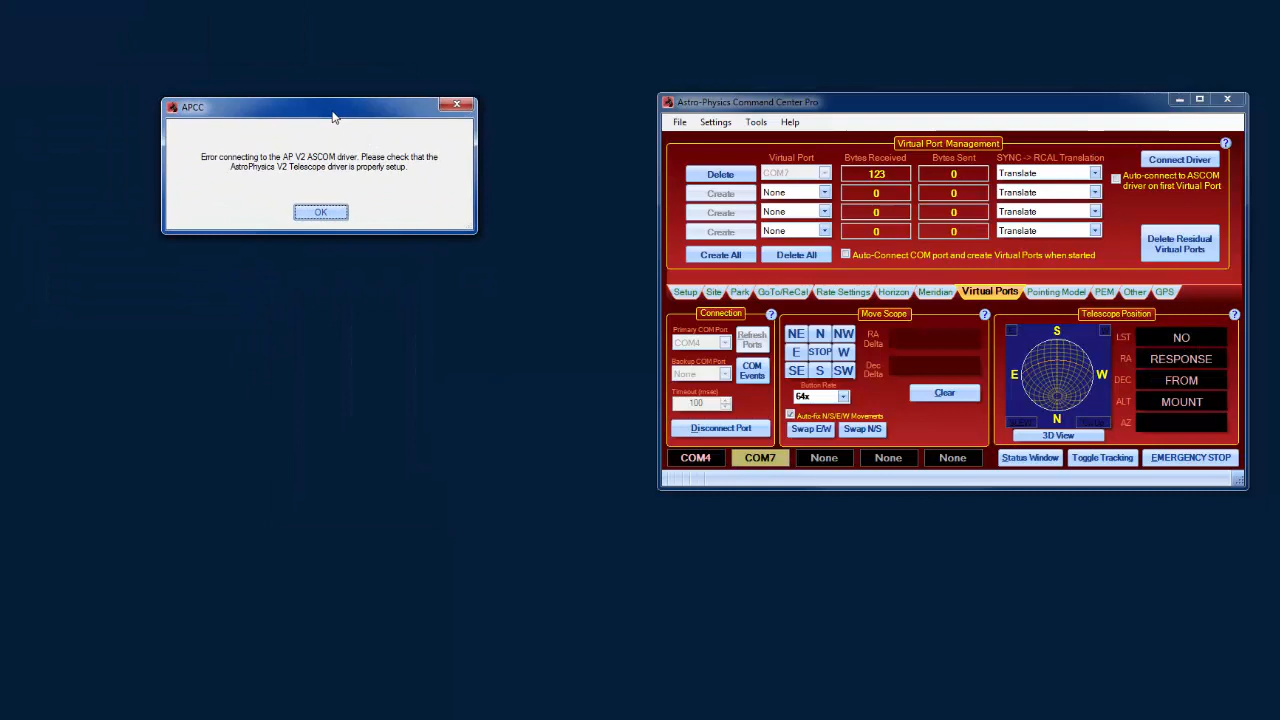 APCC
Error connecting to the AP V2 ASCOM driver. Please check that the
AstroPhysics V2 Telescope driver is properly setup.
OK
Astro-Physics Command Center Pro
File Settings Tools Help
Virtual Port Management ?
Virtual Port Bytes Received Bytes Sent SYNC -> RCAL Translation Connect Driver
Delete COM7 123 0 Translate
Auto-connect to ASCOM
driver on first Virtual Port
Create None 0 0 Translate
Create None 0 0 Translate
Create None 0 0 Translate
Delete Residual
Virtual Ports
Create All Delete All Auto-Connect COM port and create Virtual Ports when started
Setup Site Park GoTo/ReCal Rate Settings Horizon Meridian Virtual Ports Pointing Model PEM Other GPS
Connection ?
Primary COM Port
COM4
Refresh
Ports
Backup COM Port
None
COM
Events
Timeout (msec)
100
Disconnect Port
Move Scope ?
NE N NW
E STOP W
SE S SW
Button Rate
64x
RA
Delta
Dec
Delta
Clear
Auto-fix N/S/E/W Movements
Swap E/W Swap N/S
Telescope Position ?
S
E W
N
3D View
LST NO
RA RESPONSE
DEC FROM
ALT MOUNT
AZ
COM4 COM7 None None None Status Window Toggle Tracking EMERGENCY STOP